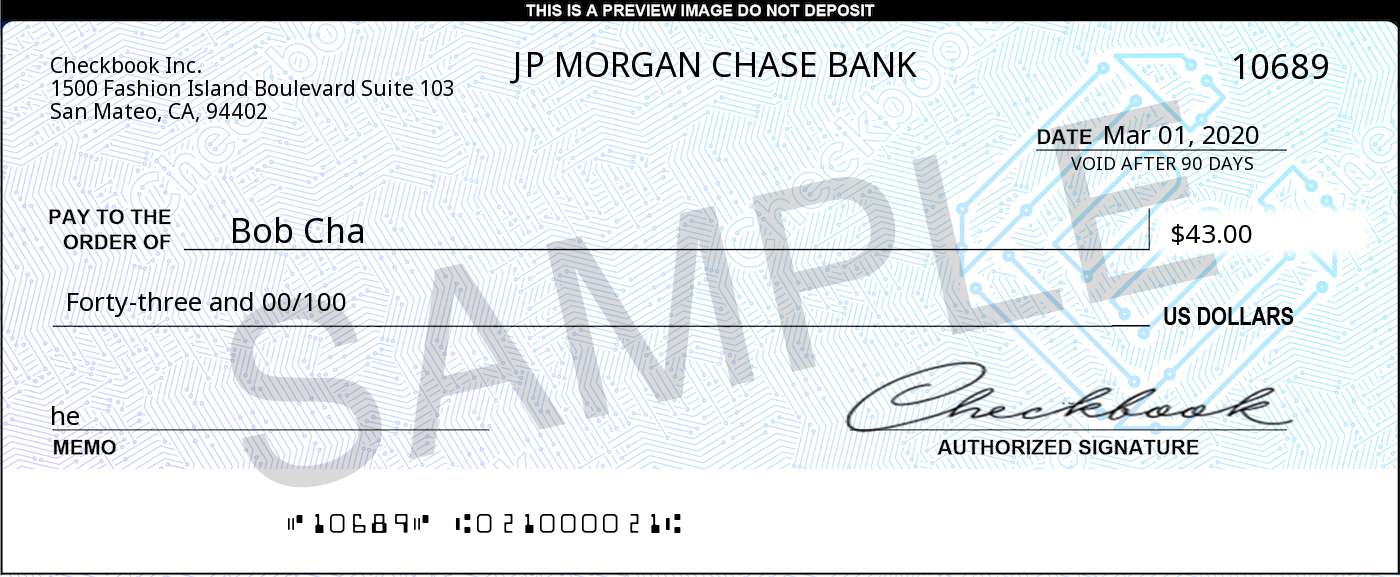 THIS IS A PREVIEW IMAGE DO NOT DEPOSIT
Checkbook Inc.
1500 Fashion Island Boulevard Suite 103
San Mateo, CA, 94402
JP MORGAN CHASE BANK
10689
DATE Mar 01, 2020
VOID AFTER 90 DAYS
PAY TO THE
ORDER OF
Bob Cha
$43.00
Forty-three and 00/100
US DOLLARS
SAMPLE
he
MEMO
Checkbook
AUTHORIZED SIGNATURE
⑈10689⑈ ⑆021000021⑆